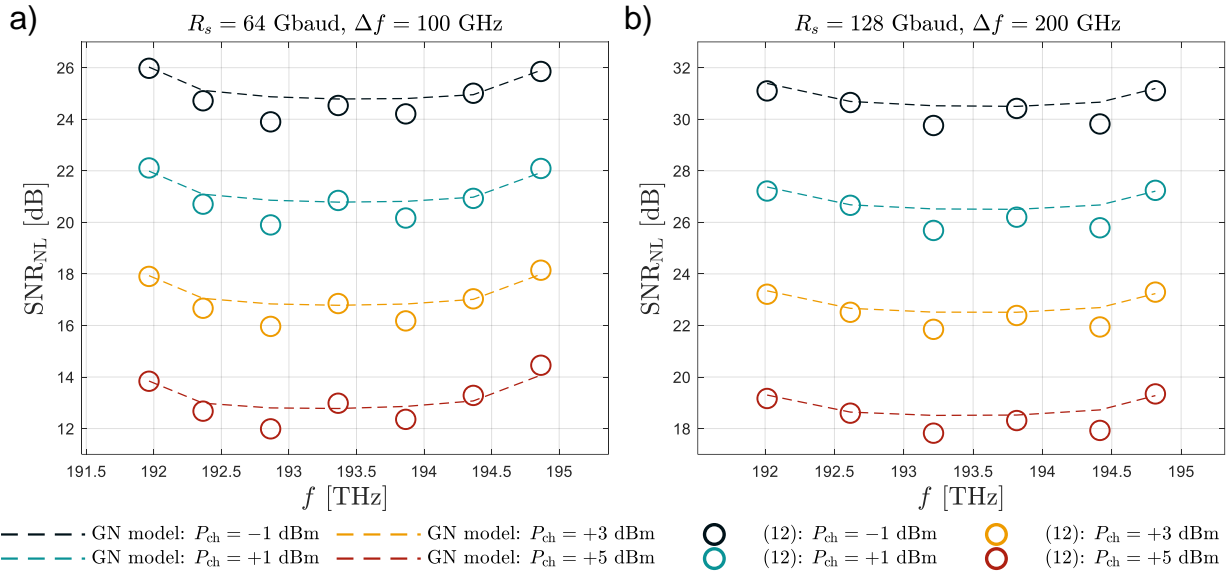 a)
R_s = 64 Gbaud, Δf = 100 GHz
SNR_NL [dB]
26
24
22
20
18
16
14
12
191.5 192 192.5 193 193.5 194 194.5 195
f [THz]
b)
R_s = 128 Gbaud, Δf = 200 GHz
SNR_NL [dB]
32
30
28
26
24
22
20
18
192 192.5 193 193.5 194 194.5 195
f [THz]
GN model: P_ch = −1 dBm GN model: P_ch = +3 dBm (12): P_ch = −1 dBm (12): P_ch = +3 dBm
GN model: P_ch = +1 dBm GN model: P_ch = +5 dBm (12): P_ch = +1 dBm (12): P_ch = +5 dBm